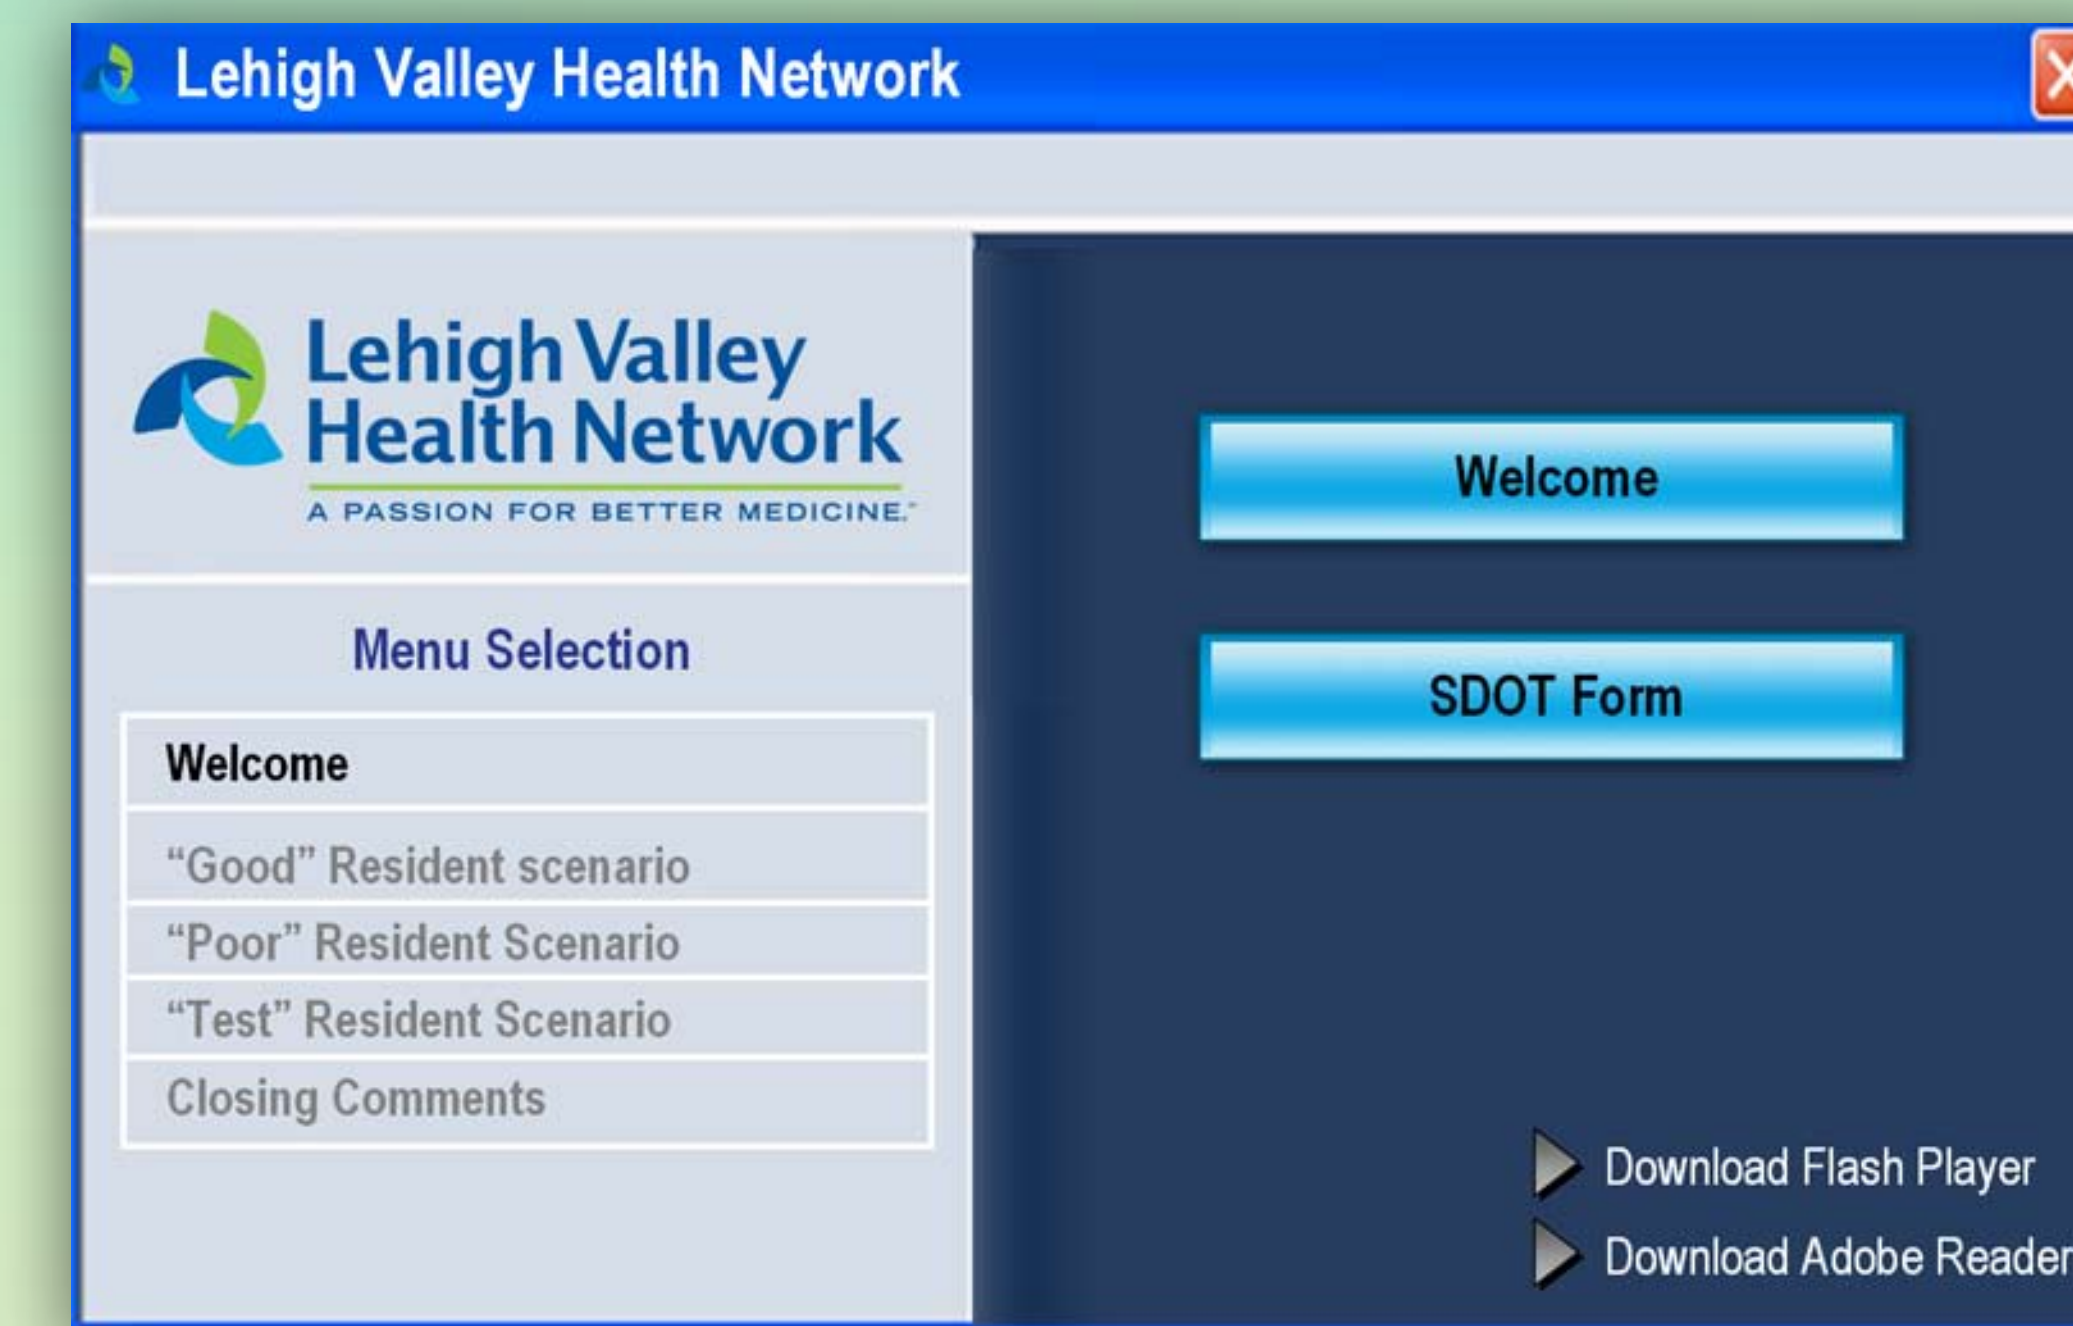 Lehigh Valley Health Network
Lehigh Valley
Health Network
A PASSION FOR BETTER MEDICINE.
Menu Selection
Welcome
“Good” Resident scenario
“Poor” Resident Scenario
“Test” Resident Scenario
Closing Comments
Welcome
SDOT Form
Download Flash Player
Download Adobe Reader